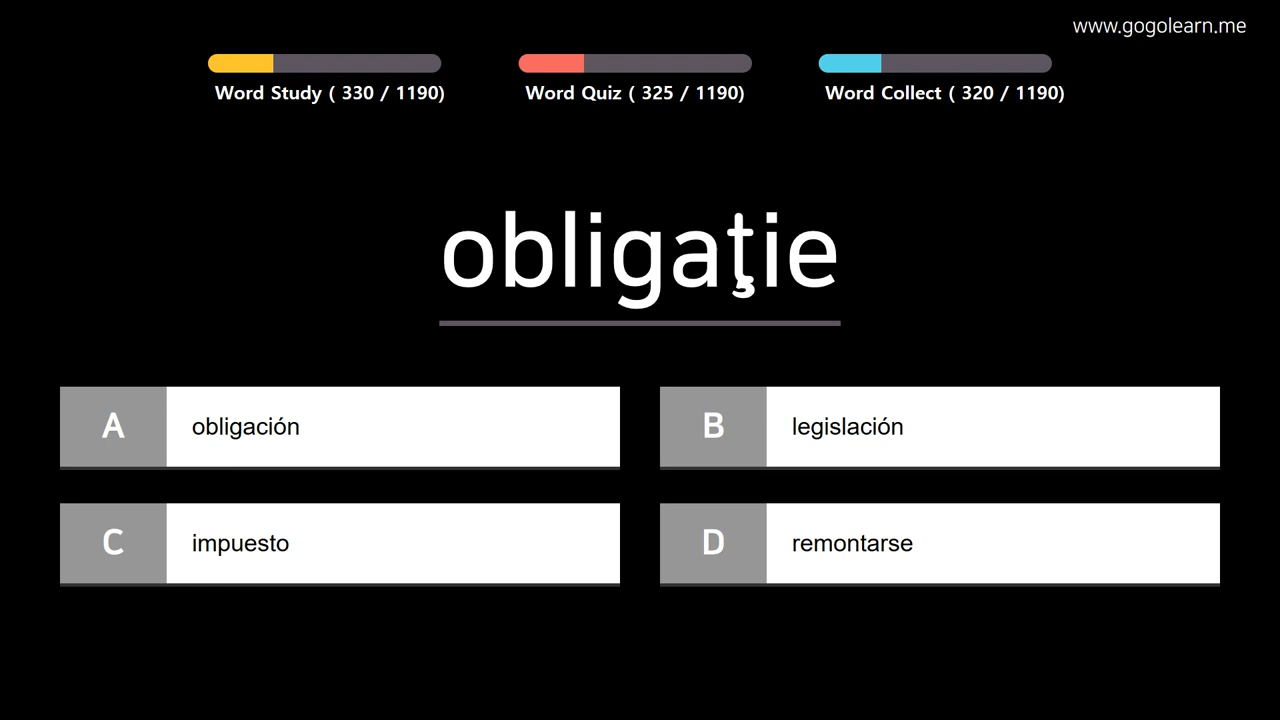 www.gogolearn.me
Word Study ( 330 / 1190)
Word Quiz ( 325 / 1190)
Word Collect ( 320 / 1190)
obligaţie
A
obligación
B
legislación
C
impuesto
D
remontarse